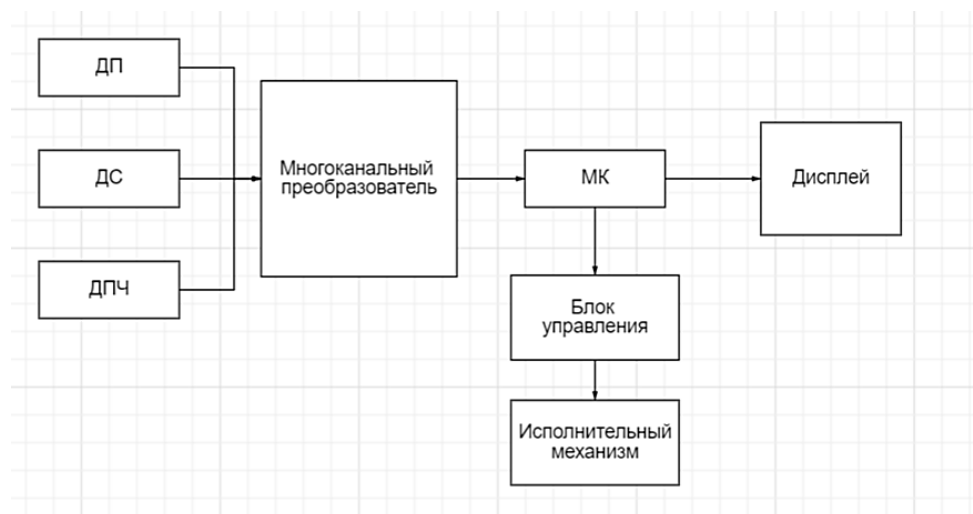 ДП
ДС
ДПЧ
Многоканальный
преобразователь
МК
Дисплей
Блок
управления
Исполнительный
механизм